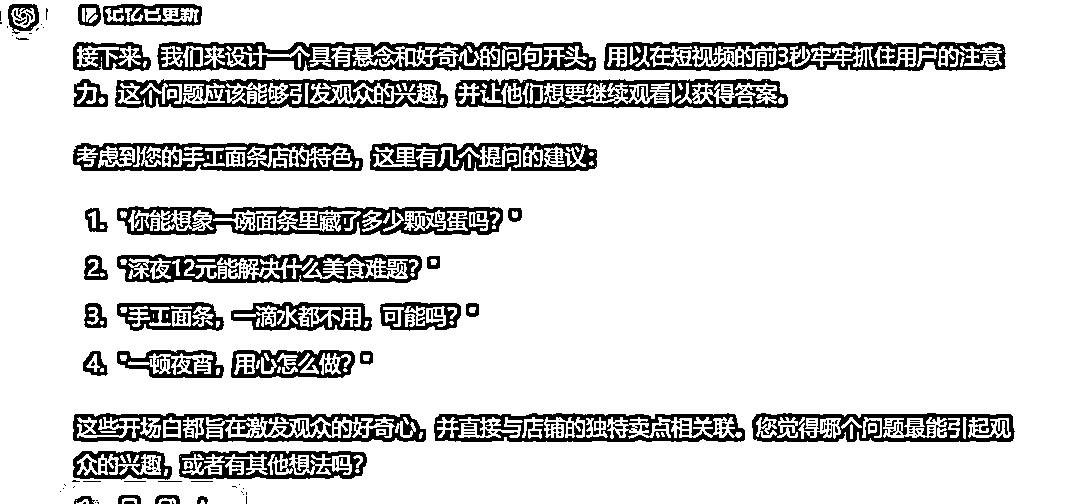 记忆已更新
接下来，我们来设计一个具有悬念和好奇心的问句开头，用以在短视频的前3秒牢牢抓住用户的注意
力。这个问题应该能够引发观众的兴趣，并让他们想要继续观看以获得答案。
考虑到您的手工面条店的特色，这里有几个提问的建议：
1. "你能想象一碗面条里藏了多少颗鸡蛋吗？"
2. "深夜12元能解决什么美食难题？"
3. "手工面条，一滴水都不用，可能吗？"
4. "一顿夜宵，用心怎么做？"
这些开场白都旨在激发观众的好奇心，并直接与店铺的独特卖点相关联。您觉得哪个问题最能引起观
众的兴趣，或者有其他想法吗？